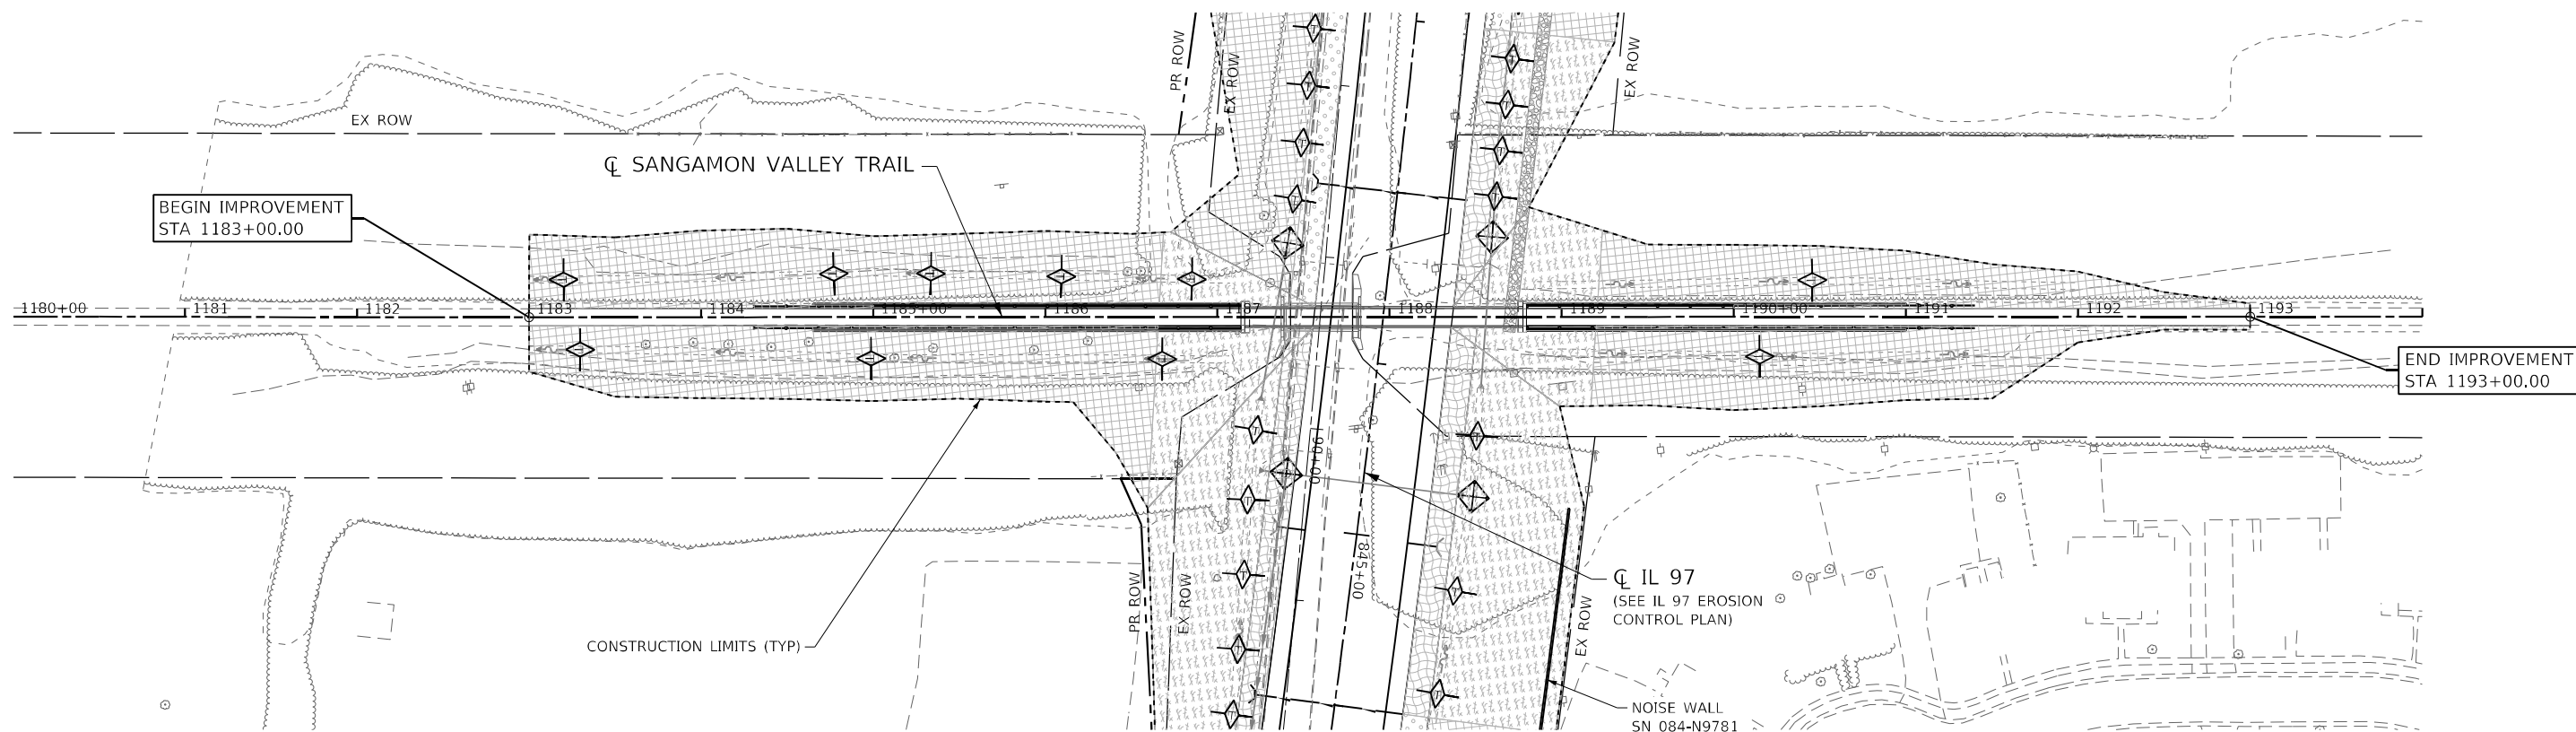 PR ROW
EX ROW
EX ROW
EX ROW
℄ SANGAMON VALLEY TRAIL
BEGIN IMPROVEMENT
STA 1183+00.00
1180+00
1181
1182
1183
1184
1185+00
1186
1187
1188
1189
1190+00
1191
1192
1193
END IMPROVEMENT
STA 1193+00.00
190+00
845+00
℄ IL 97
(SEE IL 97 EROSION
CONTROL PLAN)
PR ROW
EX ROW
EX ROW
CONSTRUCTION LIMITS (TYP)
NOISE WALL
SN 084-N9781